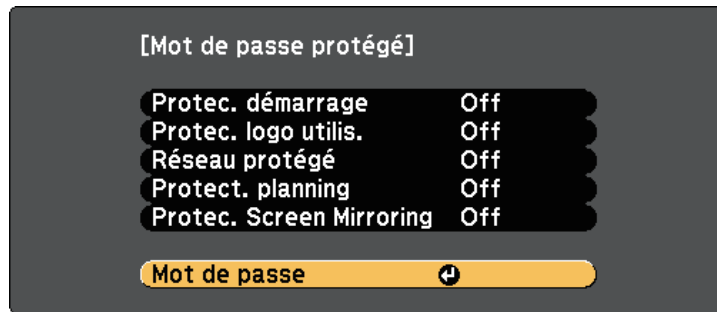 [Mot de passe protégé]
Protec. démarrage Off
Protec. logo utilis. Off
Réseau protégé Off
Protect. planning Off
Protec. Screen Mirroring Off
Mot de passe